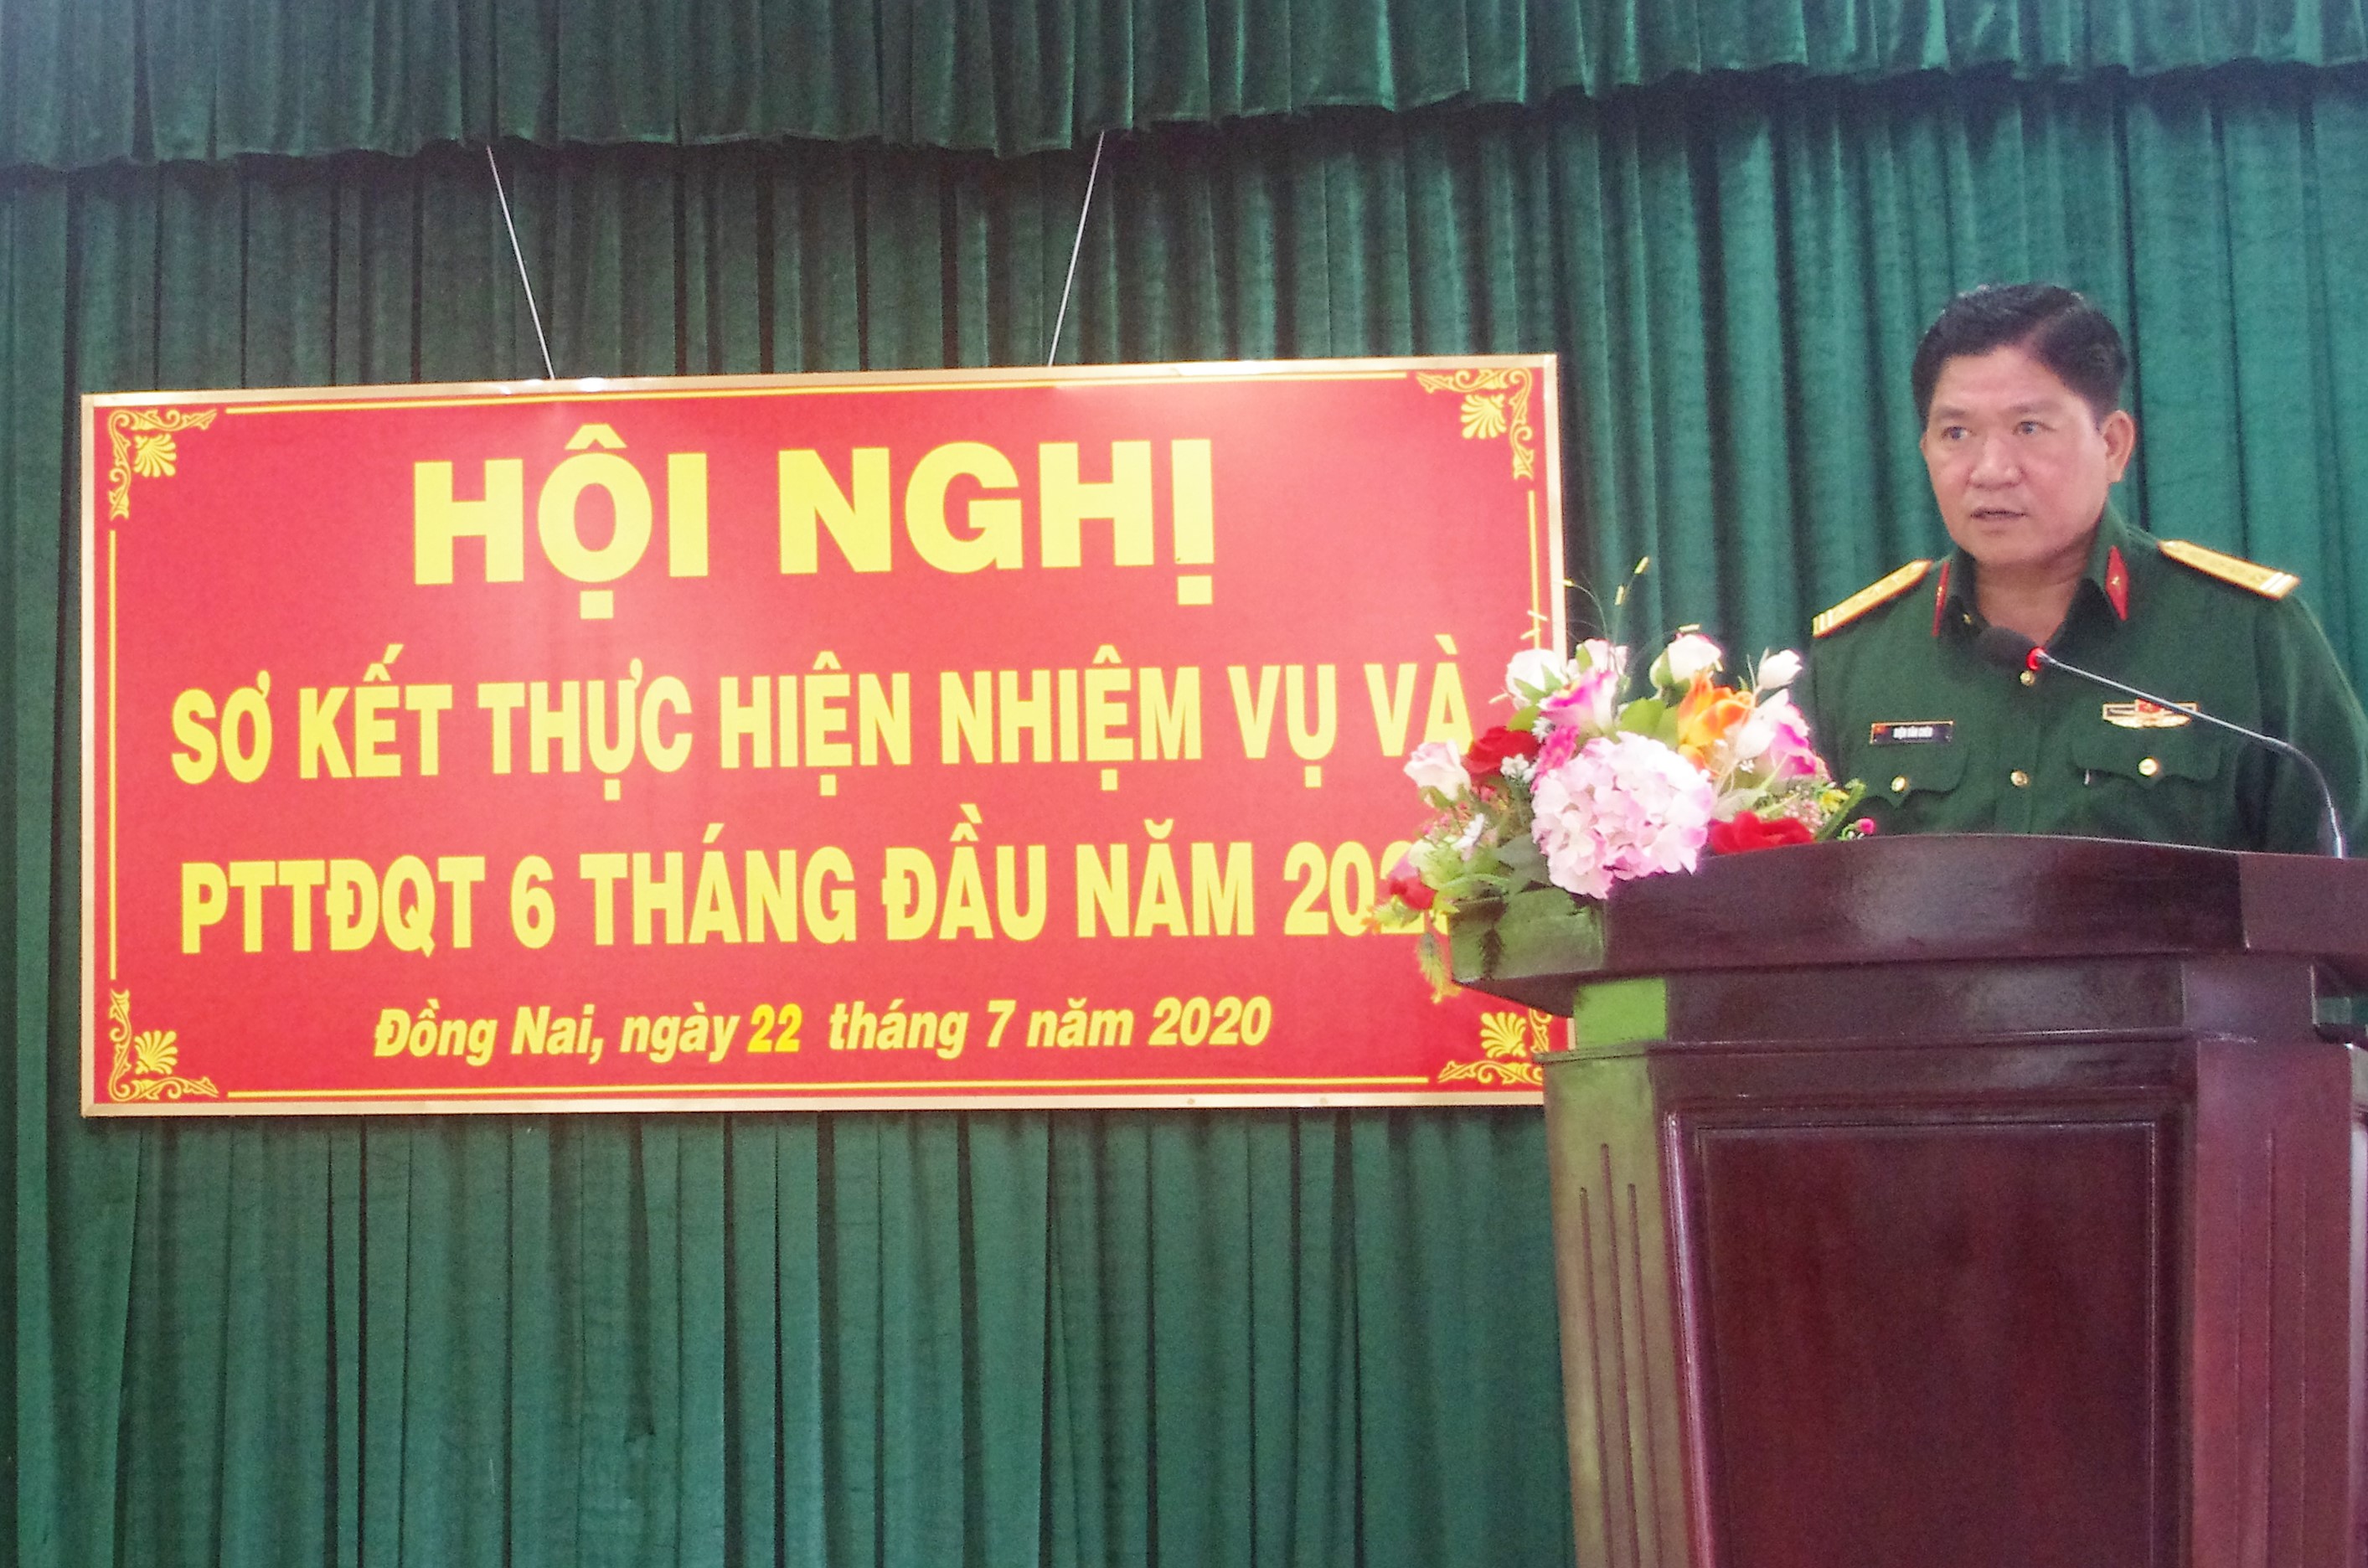 HỘI NGHỊ
SƠ KẾT THỰC HIỆN NHIỆM VỤ VÀ
PTTĐQT 6 THÁNG ĐẦU NĂM 2020
Đồng Nai, ngày 22 tháng 7 năm 2020